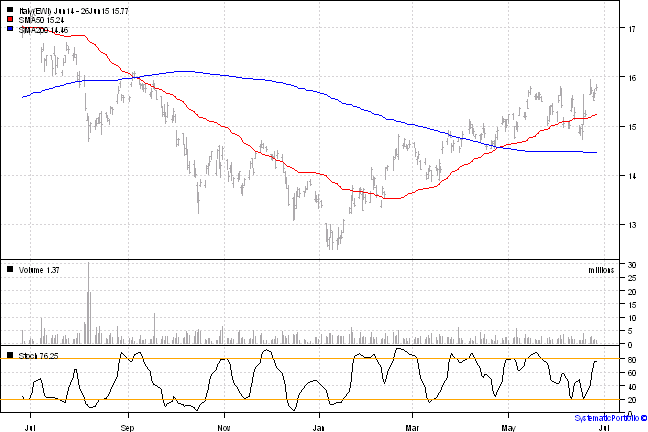 Italy(EWI) Jun14 - 26Jun15 15.77
SMA50 15.24
SMA200 14.46
17
16
15
14
13
Volume 1.37
millions
30
25
20
15
10
5
0
Stoch 76.25
80
60
40
20
0
Jul Sep Nov Jan Mar May Jul
SystematicPortfolio ©